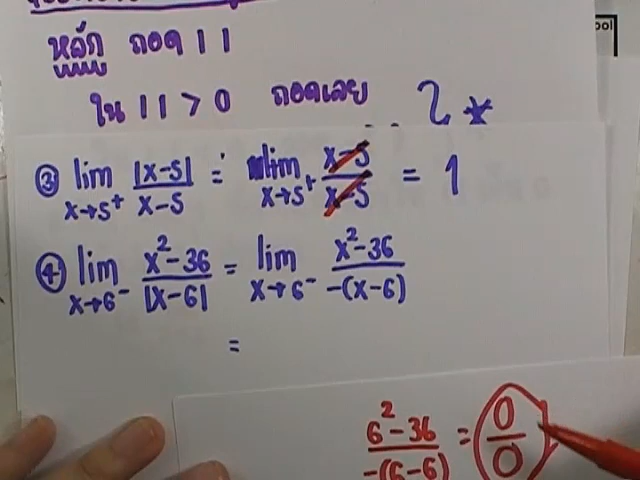 หลัก ถอด ||
ใน || > 0 ถอดเลย
③ lim x→5⁺ |x-5|/x-5 = lim x→5⁺ x-5/x-5 = 1
④ lim x→6⁻ x²-36/|x-6| = lim x→6⁻ x²-36/-(x-6)
=
6²-36/-(6-6) = 0/0